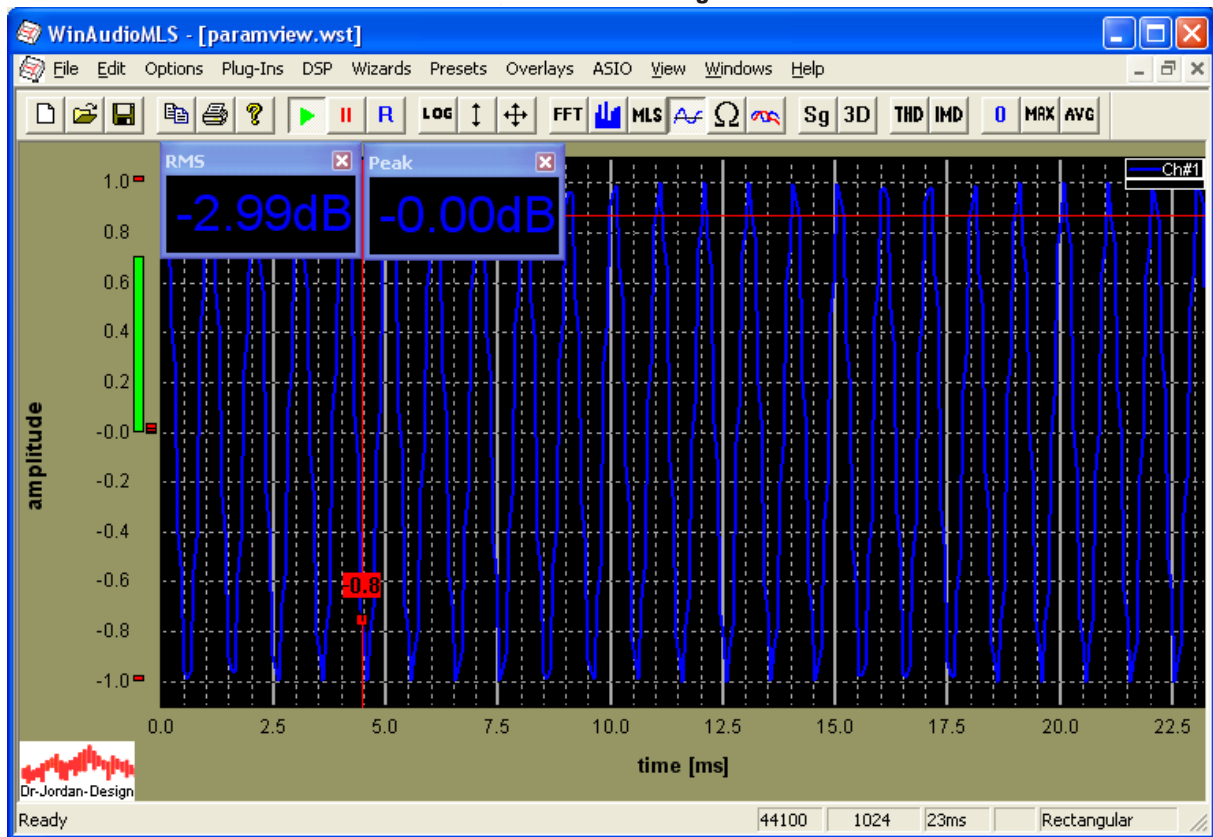 WinAudioMLS - [paramview.wst]
File Edit Options Plug-Ins DSP Wizards Presets Overlays ASIO View Windows Help
R LOG FFT MLS Ω Sg 3D THD IMD 0 MAX AVG
RMS
-2.99dB
Peak
-0.00dB
Ch#1
1.0
0.8
0.6
0.4
0.2
-0.0
-0.2
-0.4
-0.6
-0.8
-1.0
amplitude
-0.8
0.0 2.5 5.0 7.5 10.0 12.5 15.0 17.5 20.0 22.5
time [ms]
Dr-Jordan-Design
Ready 44100 1024 23ms Rectangular